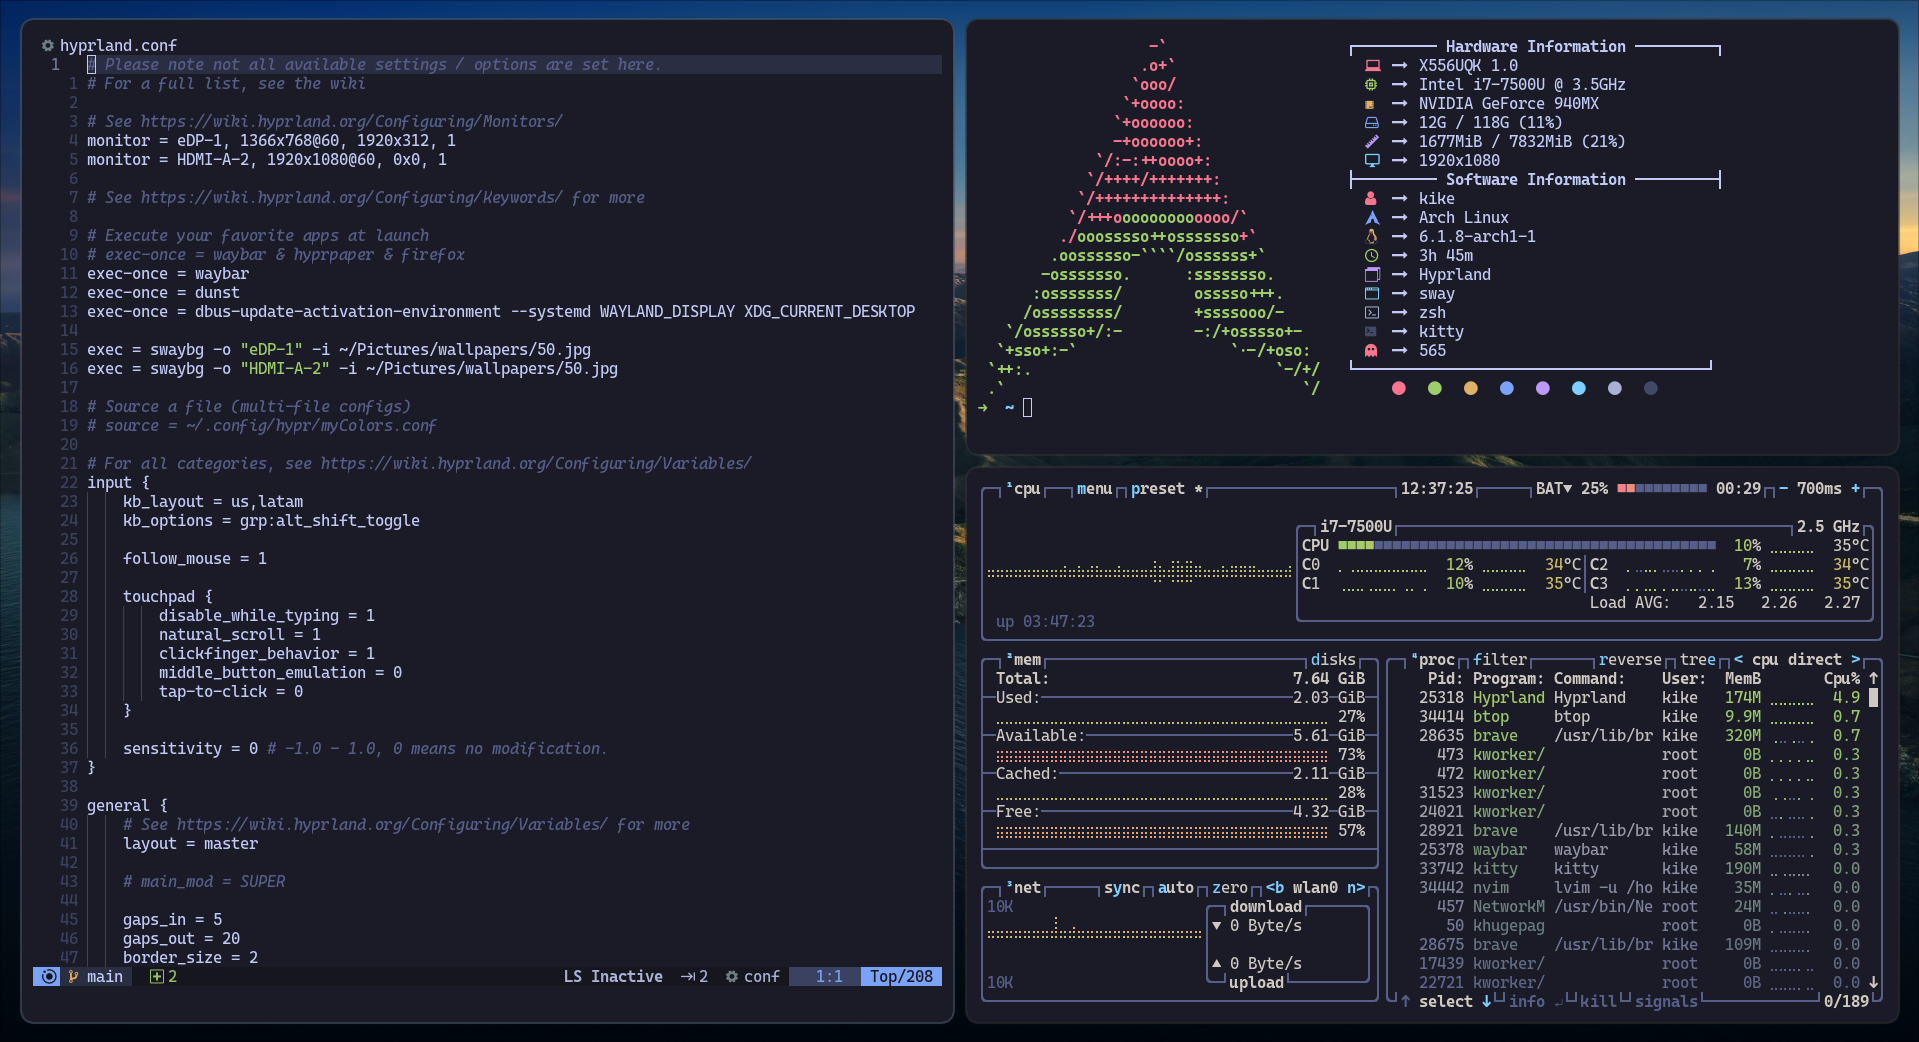 hyprland.conf
1 # Please note not all available settings / options are set here.
1 # For a full list, see the wiki
2
3 # See https://wiki.hyprland.org/Configuring/Monitors/
4 monitor = eDP-1, 1366x768@60, 1920x312, 1
5 monitor = HDMI-A-2, 1920x1080@60, 0x0, 1
6
7 # See https://wiki.hyprland.org/Configuring/Keywords/ for more
8
9 # Execute your favorite apps at launch
10 # exec-once = waybar & hyprpaper & firefox
11 exec-once = waybar
12 exec-once = dunst
13 exec-once = dbus-update-activation-environment --systemd WAYLAND_DISPLAY XDG_CURRENT_DESKTOP
14
15 exec = swaybg -o "eDP-1" -i ~/Pictures/wallpapers/50.jpg
16 exec = swaybg -o "HDMI-A-2" -i ~/Pictures/wallpapers/50.jpg
17
18 # Source a file (multi-file configs)
19 # source = ~/.config/hypr/myColors.conf
20
21 # For all categories, see https://wiki.hyprland.org/Configuring/Variables/
22 input {
23 kb_layout = us,latam
24 kb_options = grp:alt_shift_toggle
25
26 follow_mouse = 1
27
28 touchpad {
29 disable_while_typing = 1
30 natural_scroll = 1
31 clickfinger_behavior = 1
32 middle_button_emulation = 0
33 tap-to-click = 0
34 }
35
36 sensitivity = 0 # -1.0 - 1.0, 0 means no modification.
37 }
38
39 general {
40 # See https://wiki.hyprland.org/Configuring/Variables/ for more
41 layout = master
42
43 # main_mod = SUPER
44
45 gaps_in = 5
46 gaps_out = 20
47 border_size = 2
main 2 LS Inactive 2 conf 1:1 Top/208
-`
.o+`
`ooo/
`+oooo:
`+oooooo:
-+oooooo+:
`/:-:++oooo+:
`/++++/+++++++:
`/++++++++++++++:
`/+++ooooooooooooo/`
./ooosssso++osssssso+`
.oossssso-````/ossssss+`
-osssssso. :ssssssso.
:osssssss/ osssso+++.
/ossssssss/ +ssssooo/-
`/ossssso+/:- -:/+osssso+-
`+sso+:-` `.-/+oso:
`++:. `-/+/
.` `/
→ ~
Hardware Information
→ X556UQK 1.0
→ Intel i7-7500U @ 3.5GHz
→ NVIDIA GeForce 940MX
→ 12G / 118G (11%)
→ 1677MiB / 7832MiB (21%)
→ 1920x1080
Software Information
→ kike
→ Arch Linux
→ 6.1.8-arch1-1
→ 3h 45m
→ Hyprland
→ sway
→ zsh
→ kitty
→ 565
¹cpu menu preset * 12:37:25 BAT▼ 25% 00:29 - 700ms +
i7-7500U 2.5 GHz
CPU 10% 35°C
C0 12% 34°C C2 7% 34°C
C1 10% 35°C C3 13% 35°C
Load AVG: 2.15 2.26 2.27
up 03:47:23
²mem disks
Total: 7.64 GiB
Used: 2.03 GiB
27%
Available: 5.61 GiB
73%
Cached: 2.11 GiB
28%
Free: 4.32 GiB
57%
³net sync auto zero <b wlan0 n>
10K
download
▼ 0 Byte/s
▲ 0 Byte/s
10K
upload
⁴proc filter reverse tree < cpu direct >
Pid: Program: Command: User: MemB Cpu% ↑
25318 Hyprland Hyprland kike 174M 4.9
34414 btop btop kike 9.9M 0.7
28635 brave /usr/lib/br kike 320M 0.7
473 kworker/ root 0B 0.3
472 kworker/ root 0B 0.3
31523 kworker/ root 0B 0.3
24021 kworker/ root 0B 0.3
28921 brave /usr/lib/br kike 140M 0.3
25378 waybar waybar kike 58M 0.3
33742 kitty kitty kike 190M 0.0
34442 nvim lvim -u /ho kike 35M 0.0
457 NetworkM /usr/bin/Ne root 24M 0.0
50 khugepag root 0B 0.0
28675 brave /usr/lib/br kike 109M 0.0
17439 kworker/ root 0B 0.0
22721 kworker/ root 0B 0.0 ↓
↑ select ↓ info ↵ kill signals 0/189